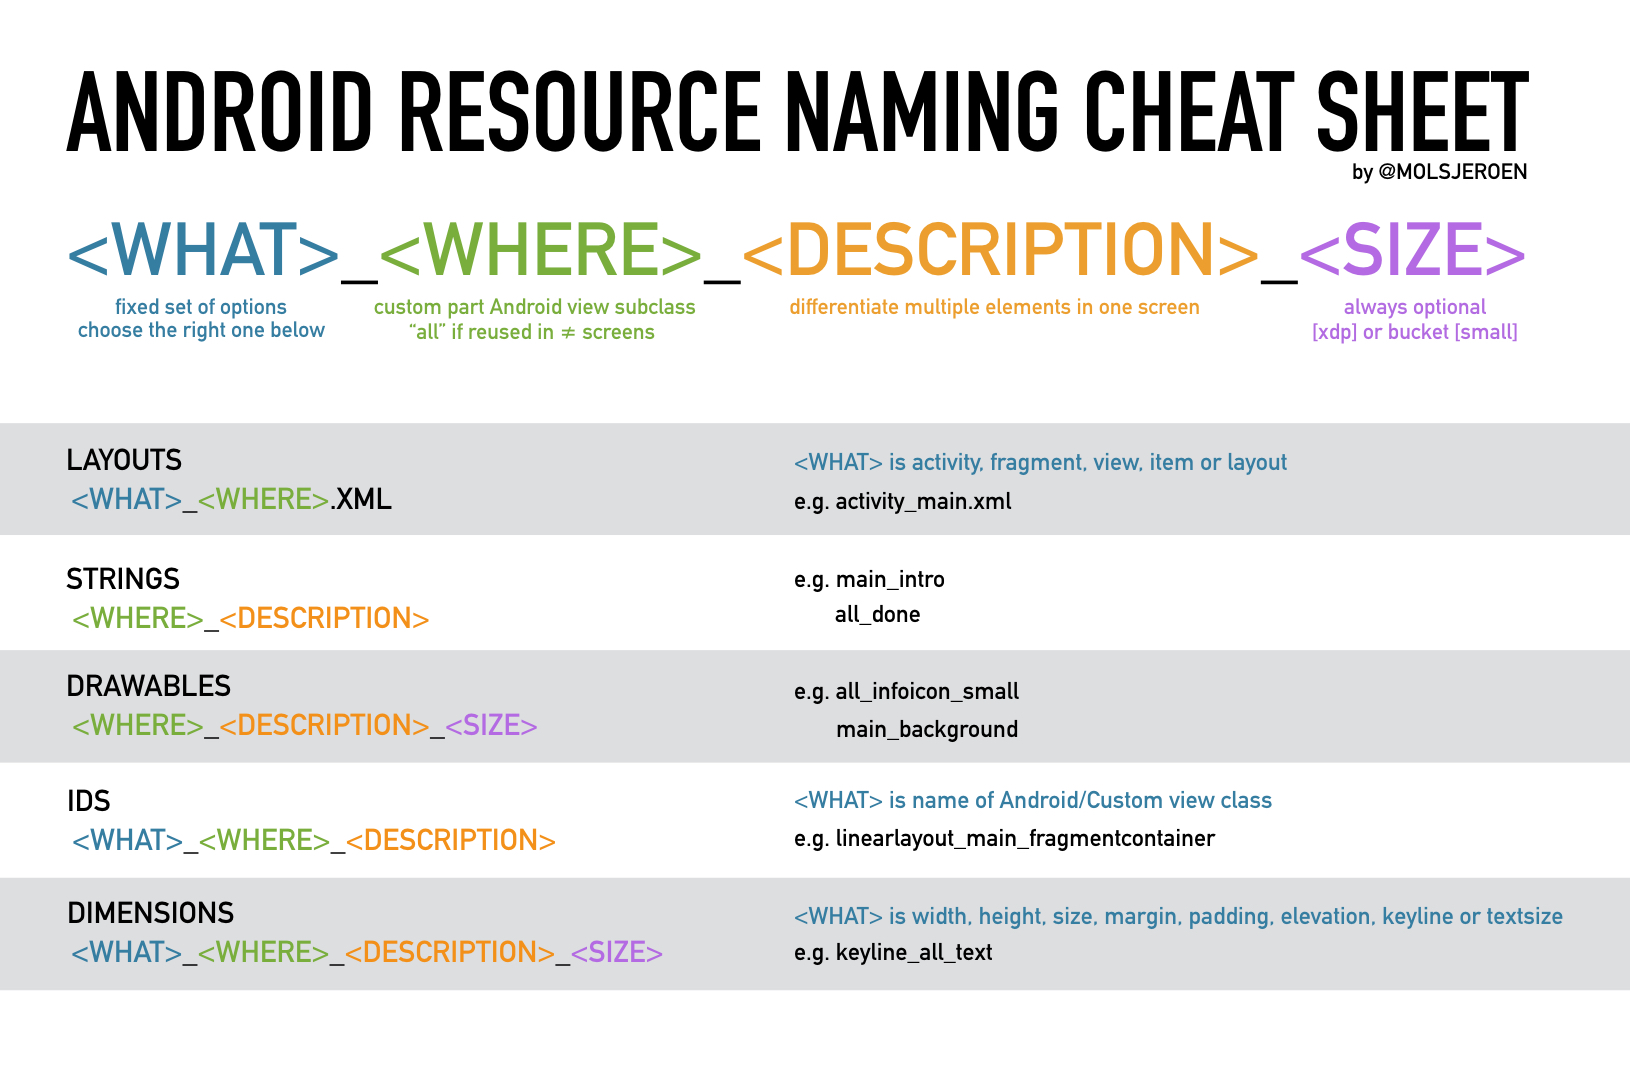 ANDROID RESOURCE NAMING CHEAT SHEET
by @MOLSJEROEN
<WHAT>_<WHERE>_<DESCRIPTION>_<SIZE>
fixed set of options
choose the right one below
custom part Android view subclass
“all” if reused in ≠ screens
differentiate multiple elements in one screen
always optional
[xdp] or bucket [small]
LAYOUTS
<WHAT>_<WHERE>.XML
<WHAT> is activity, fragment, view, item or layout
e.g. activity_main.xml
STRINGS
<WHERE>_<DESCRIPTION>
e.g. main_intro
all_done
DRAWABLES
<WHERE>_<DESCRIPTION>_<SIZE>
e.g. all_infoicon_small
main_background
IDS
<WHAT>_<WHERE>_<DESCRIPTION>
<WHAT> is name of Android/Custom view class
e.g. linearlayout_main_fragmentcontainer
DIMENSIONS
<WHAT>_<WHERE>_<DESCRIPTION>_<SIZE>
<WHAT> is width, height, size, margin, padding, elevation, keyline or textsize
e.g. keyline_all_text